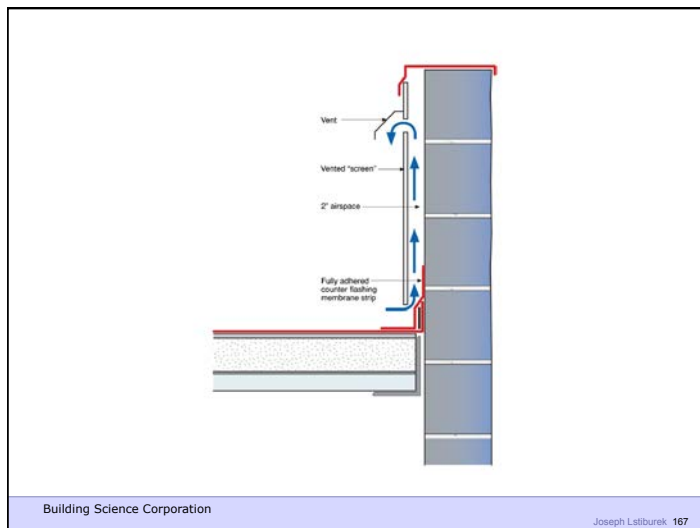 Vent
Vented "screen"
2" airspace
Fully adhered
counter flashing
membrane strip
Building Science Corporation
Joseph Lstiburek 167